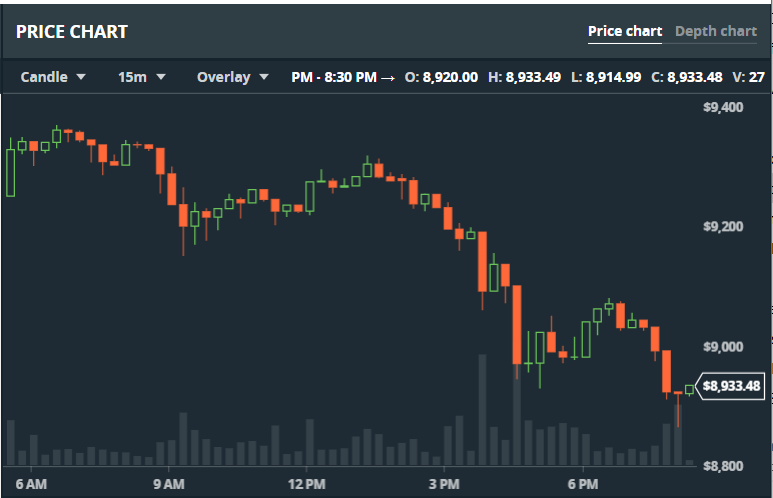 PRICE CHART Price chart Depth chart
Candle 15m Overlay PM - 8:30 PM → O: 8,920.00 H: 8,933.49 L: 8,914.99 C: 8,933.48 V: 27
$9,400
$9,200
$9,000
$8,933.48
$8,800
6 AM 9 AM 12 PM 3 PM 6 PM